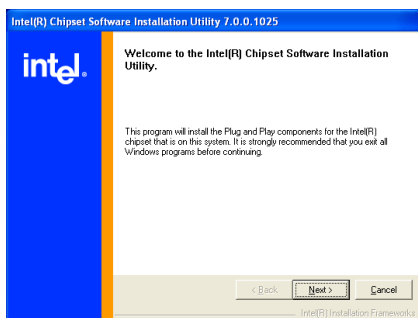 Intel(R) Chipset Software Installation Utility 7.0.0.1025
intel.
Welcome to the Intel(R) Chipset Software Installation
Utility.
This program will install the Plug and Play components for the Intel(R)
chipset that is on this system. It is strongly recommended that you exit all
Windows programs before continuing.
< Back
Next >
Cancel
Intel(R) Installation Frameworks